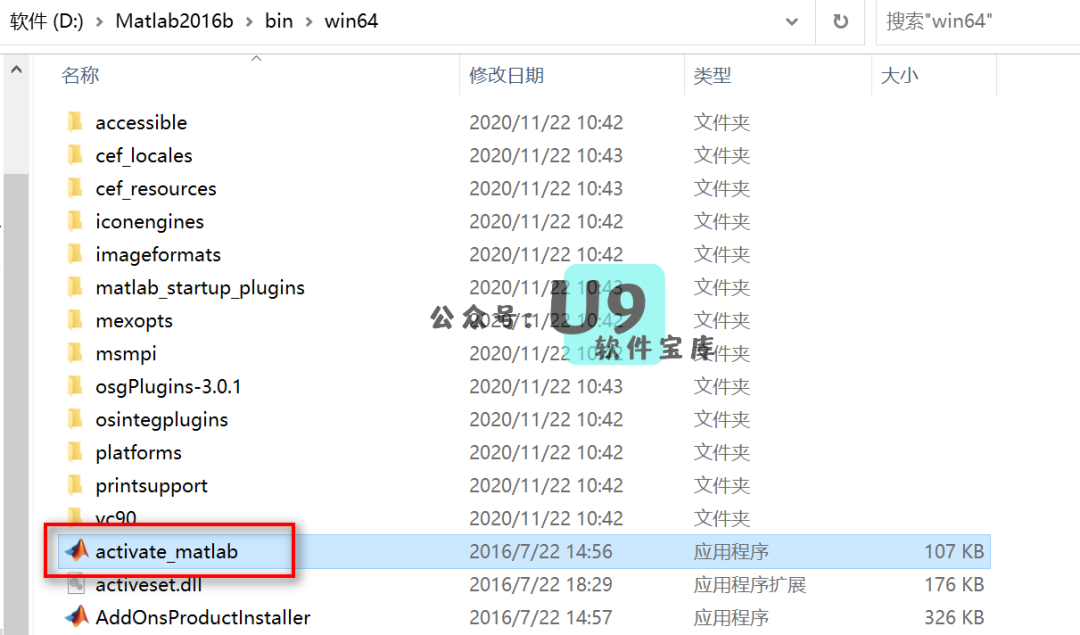 软件 (D:) > Matlab2016b > bin > win64 搜索"win64"
名称 修改日期 类型 大小
accessible 2020/11/22 10:42 文件夹
cef_locales 2020/11/22 10:43 文件夹
cef_resources 2020/11/22 10:43 文件夹
iconengines 2020/11/22 10:42 文件夹
imageformats 2020/11/22 10:42 文件夹
matlab_startup_plugins 2020/11/22 10:43 文件夹
公众号: U9
mexopts 2020/11/22 10:42 文件夹
软件宝库
msmpi 2020/11/22 10:42 文件夹
osgPlugins-3.0.1 2020/11/22 10:43 文件夹
osintegplugins 2020/11/22 10:42 文件夹
platforms 2020/11/22 10:42 文件夹
printsupport 2020/11/22 10:42 文件夹
vc90 2020/11/22 10:42 文件夹
activate_matlab 2016/7/22 14:56 应用程序 107 KB
activeset.dll 2016/7/22 18:29 应用程序扩展 176 KB
AddOnsProductInstaller 2016/7/22 14:57 应用程序 326 KB